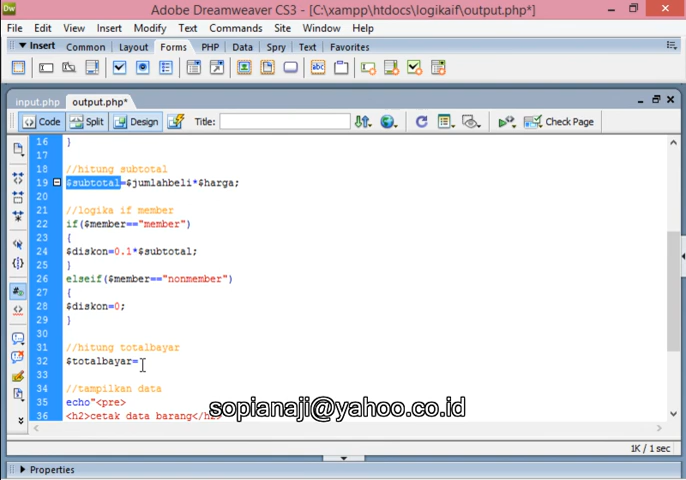 Dw Adobe Dreamweaver CS3 - [C:\xampp\htdocs\logikaif\output.php*]
File Edit View Insert Modify Text Commands Site Window Help
Insert Common Layout Forms PHP Data Spry Text Favorites
input.php output.php*
Code Split Design Title: Check Page
16 }
17
18 //hitung subtotal
19 $subtotal=$jumlahbeli*$harga;
20
21 //logika if member
22 if($member=="member")
23 {
24 $diskon=0.1*$subtotal;
25 }
26 elseif($member=="nonmember")
27 {
28 $diskon=0;
29 }
30
31 //hitung totalbayar
32 $totalbayar=
33
34 //tampilkan data
35 echo"<pre>
36 <h2>cetak data barang</h2>
sopianaji@yahoo.co.id
1K / 1 sec
Properties